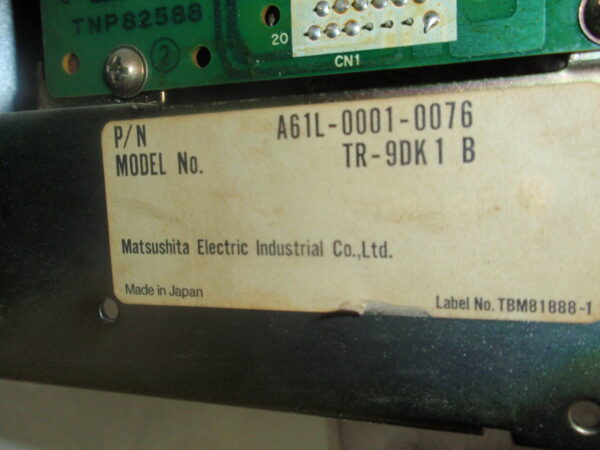 TNP82588
2
20
CN1
P/N A61L-0001-0076
MODEL No. TR-9DK1 B
Matsushita Electric Industrial Co.,Ltd.
Made in Japan
Label No. TBM81888-1